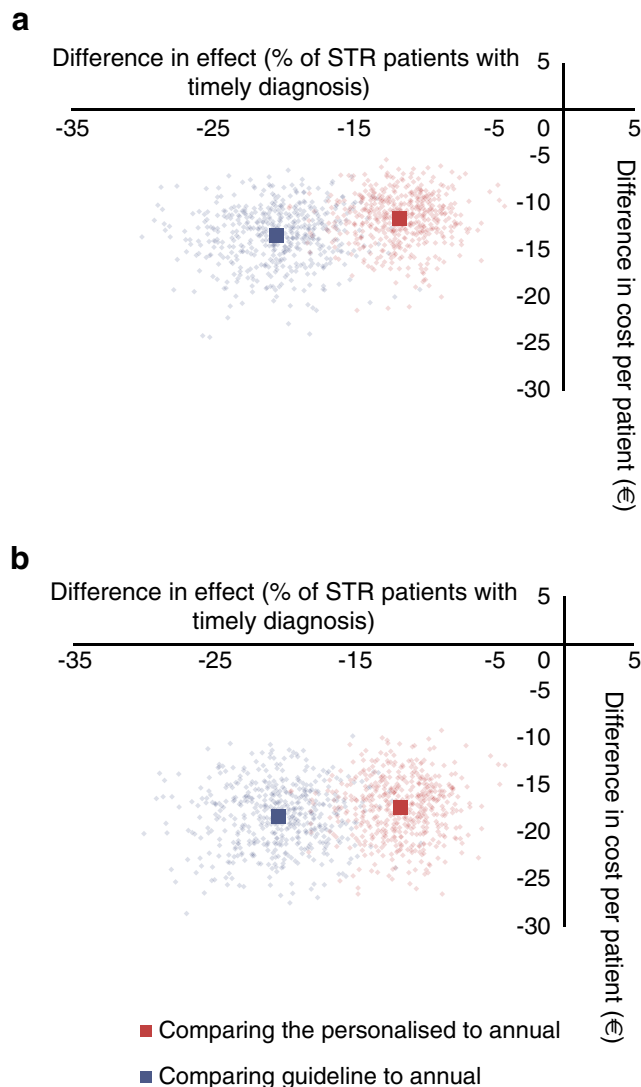 a
Difference in effect (% of STR patients with
timely diagnosis)
5
-35 -25 -15 -5 0 5
-5
-10
-15
-20
-25
-30
Difference in cost per patient (€)
b
Difference in effect (% of STR patients with
timely diagnosis)
5
-35 -25 -15 -5 0 5
-5
-10
-15
-20
-25
-30
Difference in cost per patient (€)
Comparing the personalised to annual
Comparing guideline to annual